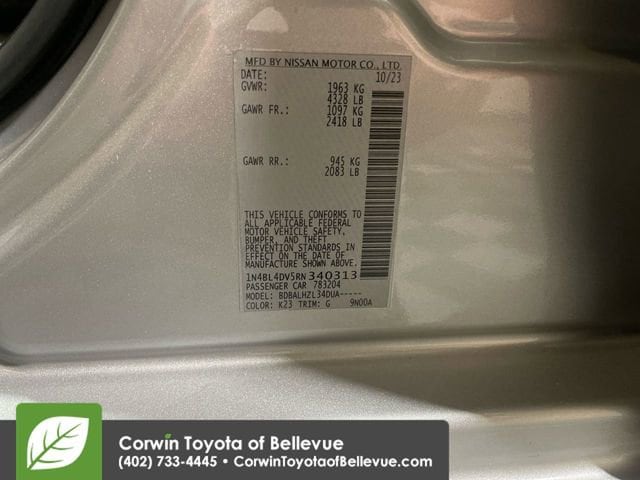 MFD BY NISSAN MOTOR CO., LTD.
DATE: 10/23
GVWR: 1963 KG
4328 LB
GAWR FR.: 1097 KG
2418 LB
GAWR RR.: 945 KG
2083 LB
THIS VEHICLE CONFORMS TO
ALL APPLICABLE FEDERAL
MOTOR VEHICLE SAFETY,
BUMPER, AND THEFT
PREVENTION STANDARDS IN
EFFECT ON THE DATE OF
MANUFACTURE SHOWN ABOVE.
1N4BL4DV5RN340313
PASSENGER CAR 783204
MODEL: BDBALHZL34DUA-----
COLOR: K23 TRIM: G 9N00A
Corwin Toyota of Bellevue
(402) 733-4445 • CorwinToyotaofBellevue.com